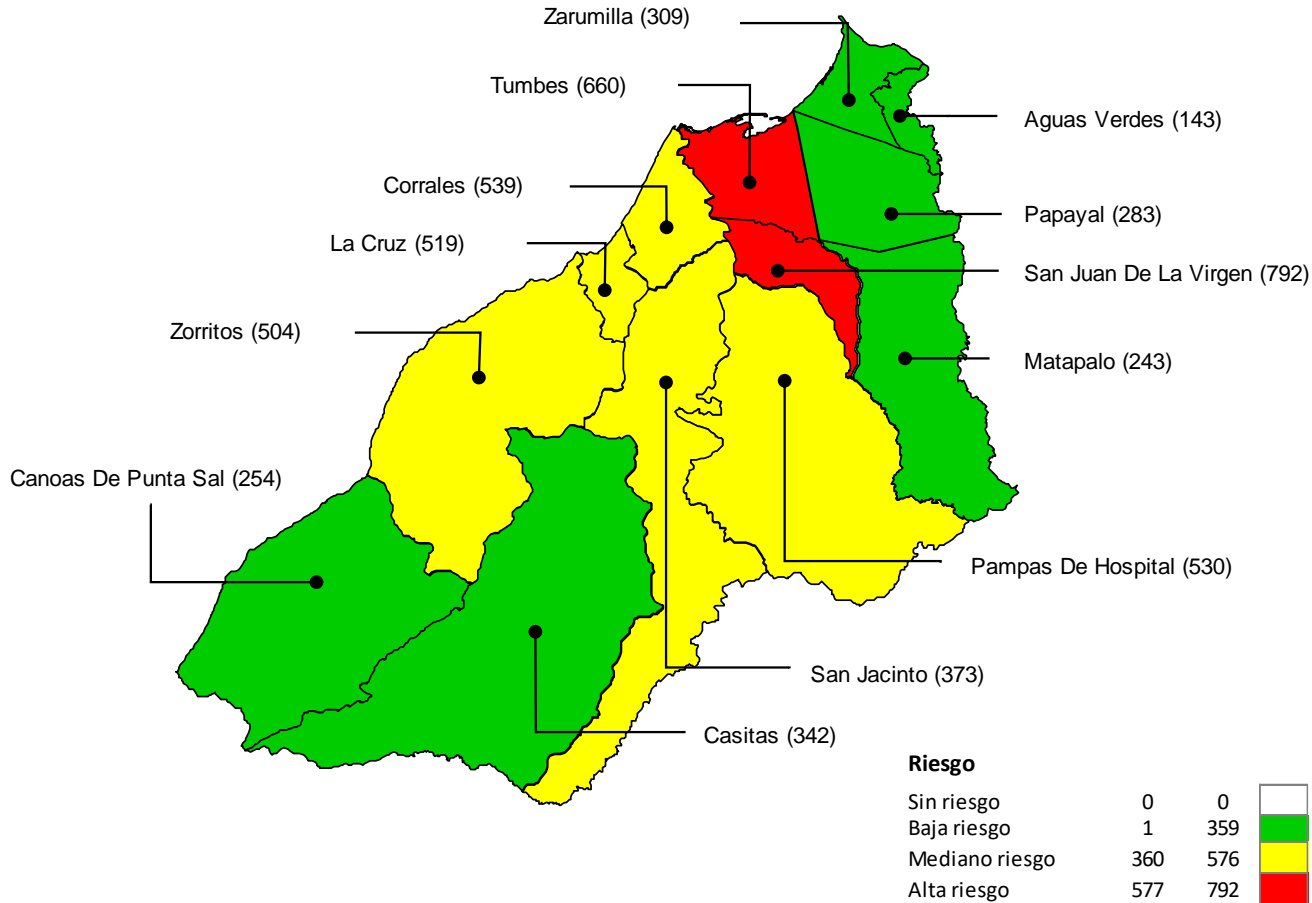 Zarumilla (309)
Tumbes (660)
Aguas Verdes (143)
Corrales (539)
Papayal (283)
La Cruz (519)
San Juan De La Virgen (792)
Zorritos (504)
Matapalo (243)
Canoas De Punta Sal (254)
Pampas De Hospital (530)
San Jacinto (373)
Casitas (342)
Riesgo
Sin riesgo 0 0
Baja riesgo 1 359
Mediano riesgo 360 576
Alta riesgo 577 792